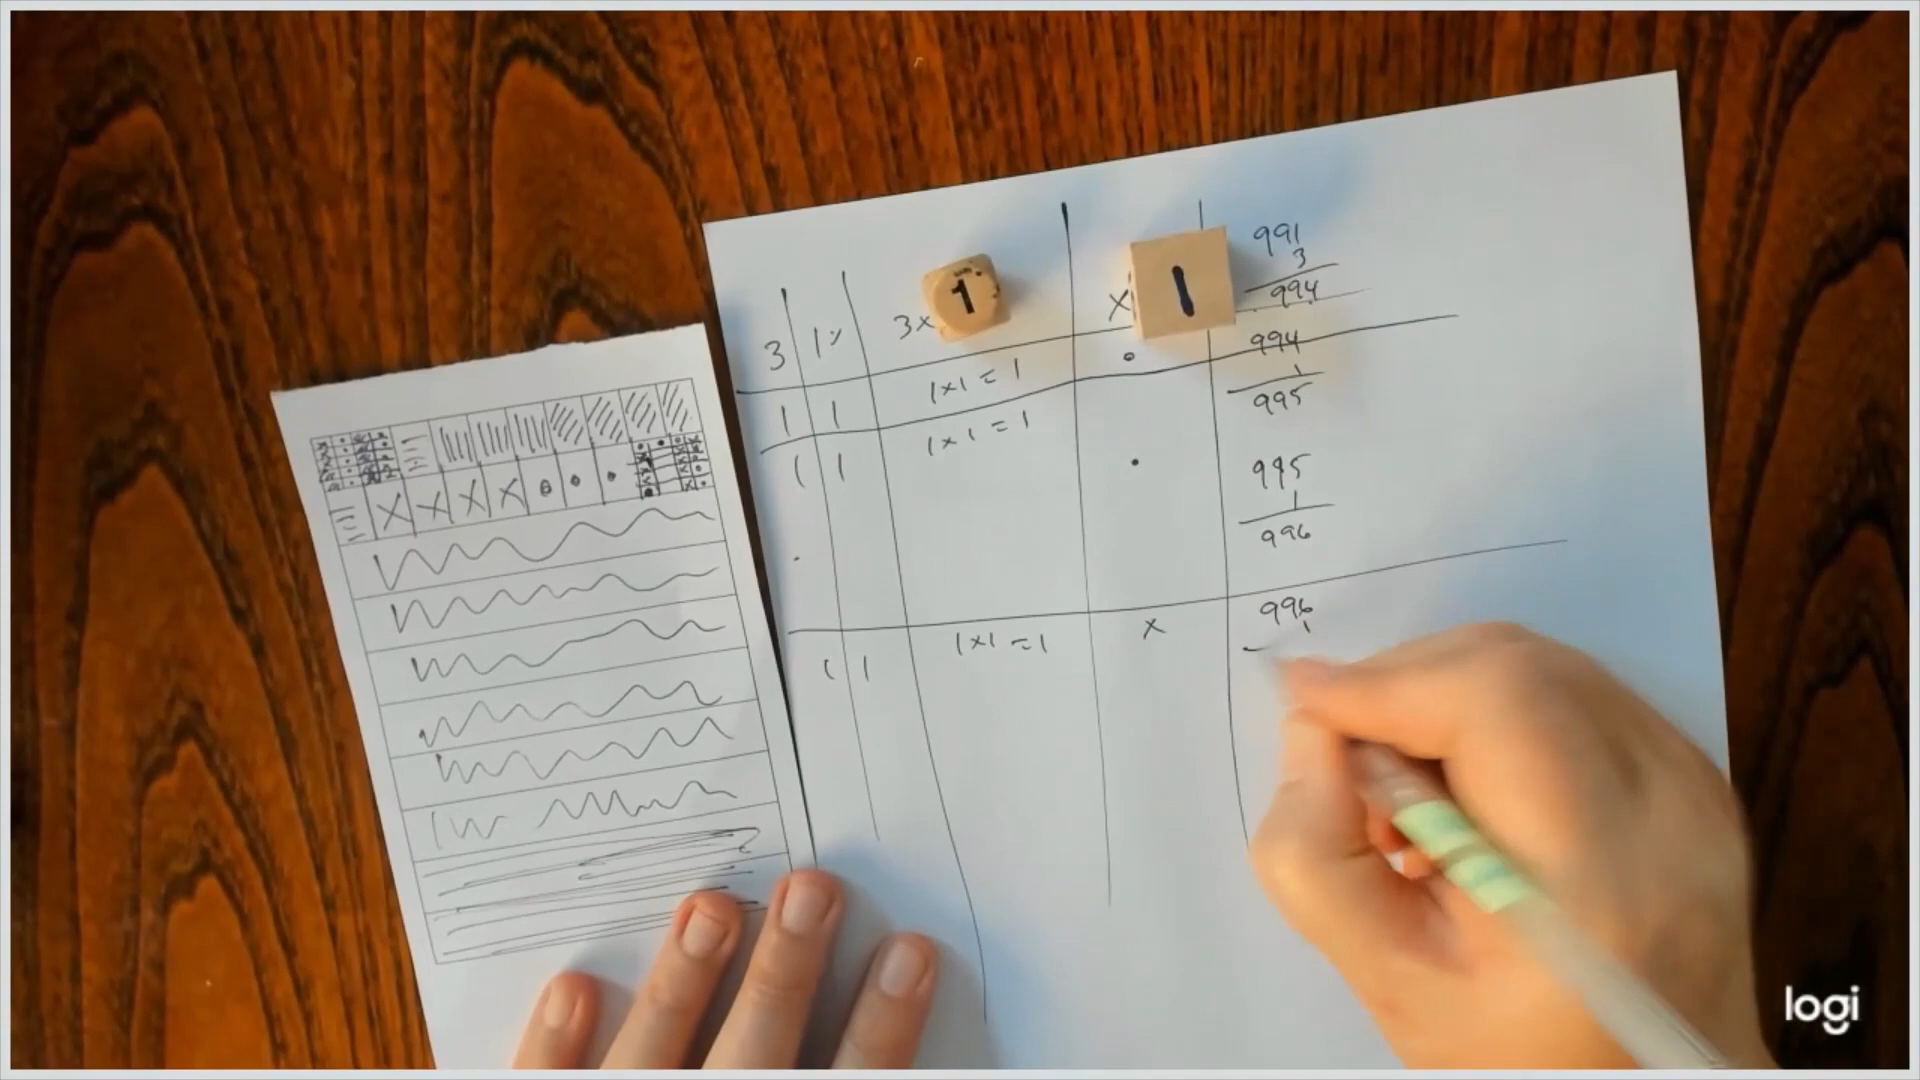 991
3
994
3 1x 3x 1 X 1
994
1
995
1 1 1x1=1 •
1 1 1x1=1 •
995
1
996
1 1 1x1=1 x
996
1
logi